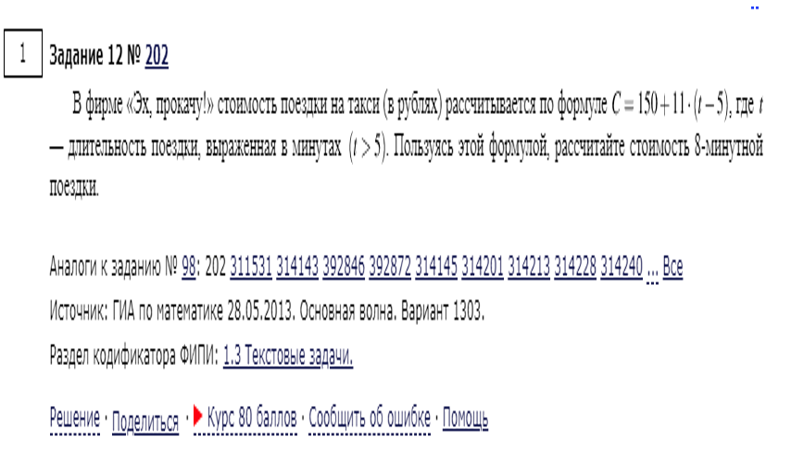 1 Задание 12 № 202
В фирме «Эх, прокачу!» стоимость поездки на такси (в рублях) рассчитывается по формуле C = 150+11·(t − 5), где t
— длительность поездки, выраженная в минутах (t > 5). Пользуясь этой формулой, рассчитайте стоимость 8-минутной
поездки.
Аналоги к заданию № 98: 202 311531 314143 392846 392872 314145 314201 314213 314228 314240 ... Все
Источник: ГИА по математике 28.05.2013. Основная волна. Вариант 1303.
Раздел кодификатора ФИПИ: 1.3 Текстовые задачи.
Решение · Поделиться · Курс 80 баллов · Сообщить об ошибке · Помощь